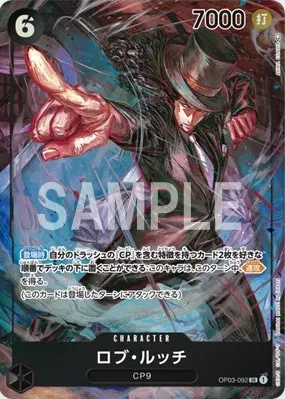 6
7000
打
SAMPLE
登場時 自分のトラッシュの「CP」を含む特徴を持つカード2枚を好きな
順番でデッキの下に置くことができる:このキャラは、このターン中、速攻
を得る。
(このカードは登場したターンにアタックできる)
CHARACTER
ロブ・ルッチ
CP9
OP03-092 SR 1